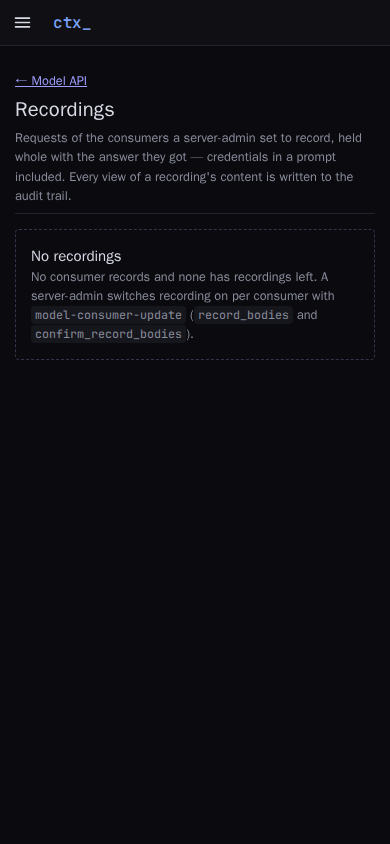 ctx_
← Model API
Recordings
Requests of the consumers a server-admin set to record, held
whole with the answer they got — credentials in a prompt
included. Every view of a recording's content is written to the
audit trail.
No recordings
No consumer records and none has recordings left. A
server-admin switches recording on per consumer with
model-consumer-update (record_bodies and
confirm_record_bodies).